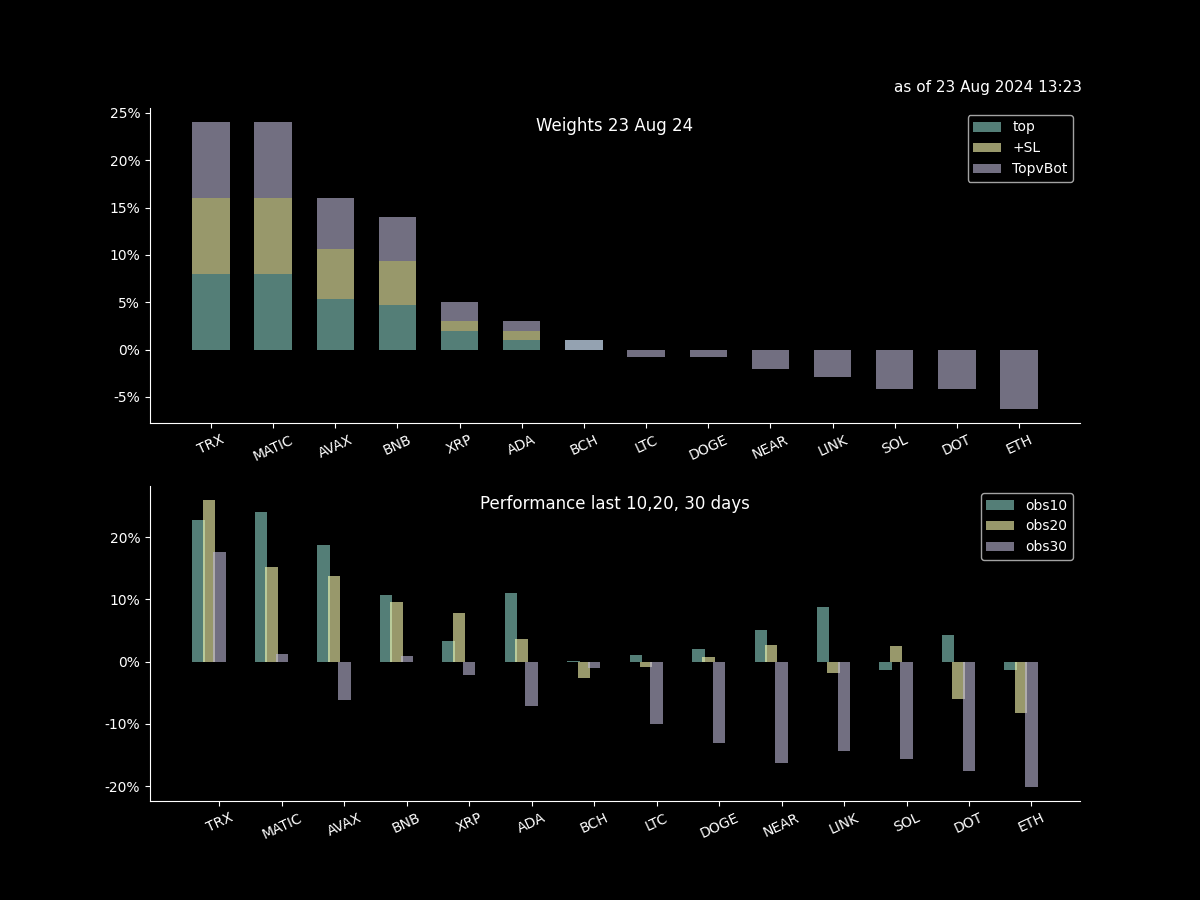 as of 23 Aug 2024 13:23
Weights 23 Aug 24
top
+SL
TopvBot
25%
20%
15%
10%
5%
0%
-5%
TRX MATIC AVAX BNB XRP ADA BCH LTC DOGE NEAR LINK SOL DOT ETH
Performance last 10,20, 30 days
obs10
obs20
obs30
20%
10%
0%
-10%
-20%
TRX MATIC AVAX BNB XRP ADA BCH LTC DOGE NEAR LINK SOL DOT ETH